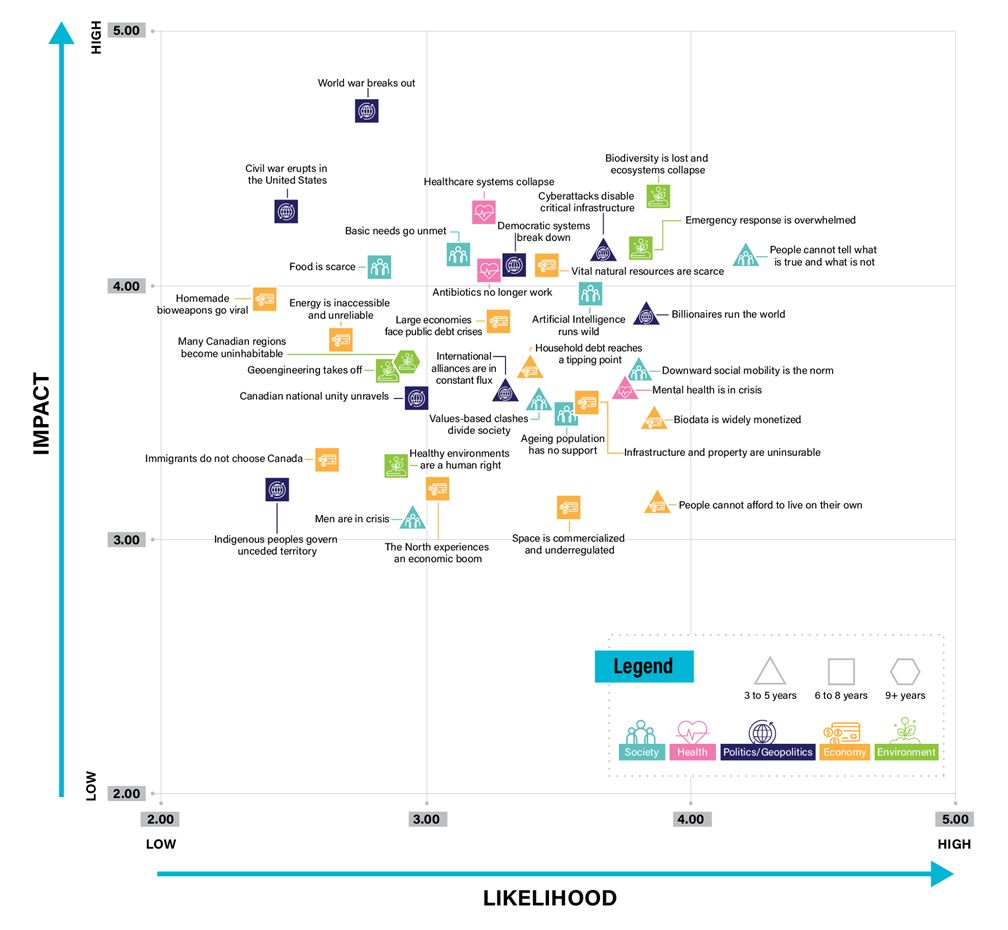 HIGH
5.00
World war breaks out
Civil war erupts in
the United States
Biodiversity is lost and
ecosystems collapse
Healthcare systems collapse
Cyberattacks disable
critical infrastructure
Emergency response is overwhelmed
Democratic systems
break down
Basic needs go unmet
People cannot tell what
is true and what is not
Food is scarce
Vital natural resources are scarce
4.00
Antibiotics no longer work
Homemade
bioweapons go viral
Energy is inaccessible
and unreliable
Large economies
face public debt crises
Artificial Intelligence
runs wild
Billionaires run the world
Many Canadian regions
become uninhabitable
International
alliances are in
constant flux
Household debt reaches
a tipping point
Geoengineering takes off
Downward social mobility is the norm
Mental health is in crisis
Canadian national unity unravels
Values-based clashes
divide society
Biodata is widely monetized
Ageing population
has no support
Infrastructure and property are uninsurable
Immigrants do not choose Canada
Healthy environments
are a human right
People cannot afford to live on their own
Men are in crisis
Indigenous peoples govern
unceded territory
The North experiences
an economic boom
Space is commercialized
and underregulated
3.00
IMPACT
Legend
3 to 5 years
6 to 8 years
9+ years
Society
Health
Politics/Geopolitics
Economy
Environment
LOW
2.00
2.00
3.00
4.00
5.00
LOW
HIGH
LIKELIHOOD